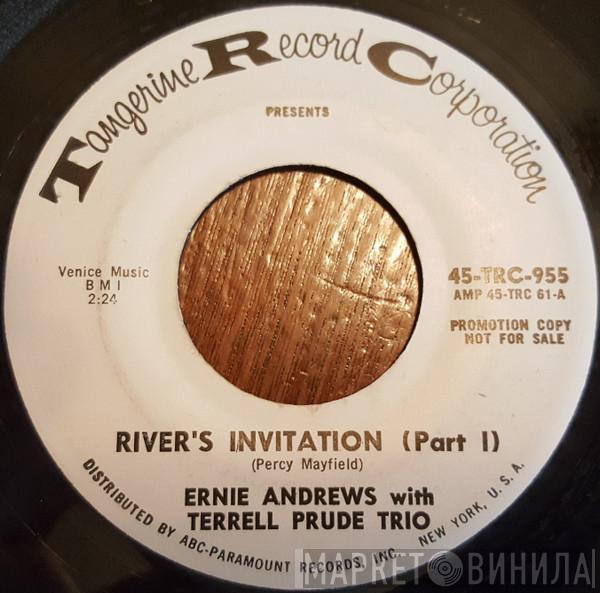 Tangerine Record Corporation
PRESENTS
Venice Music
BMI
2:24
45-TRC-955
AMP 45-TRC 61-A
PROMOTION COPY
NOT FOR SALE
RIVER'S INVITATION (Part I)
(Percy Mayfield)
ERNIE ANDREWS with
TERRELL PRUDE TRIO
DISTRIBUTED BY ABC-PARAMOUNT RECORDS, INC., NEW YORK, U.S.A.
МАРКЕТ ВИНИЛА